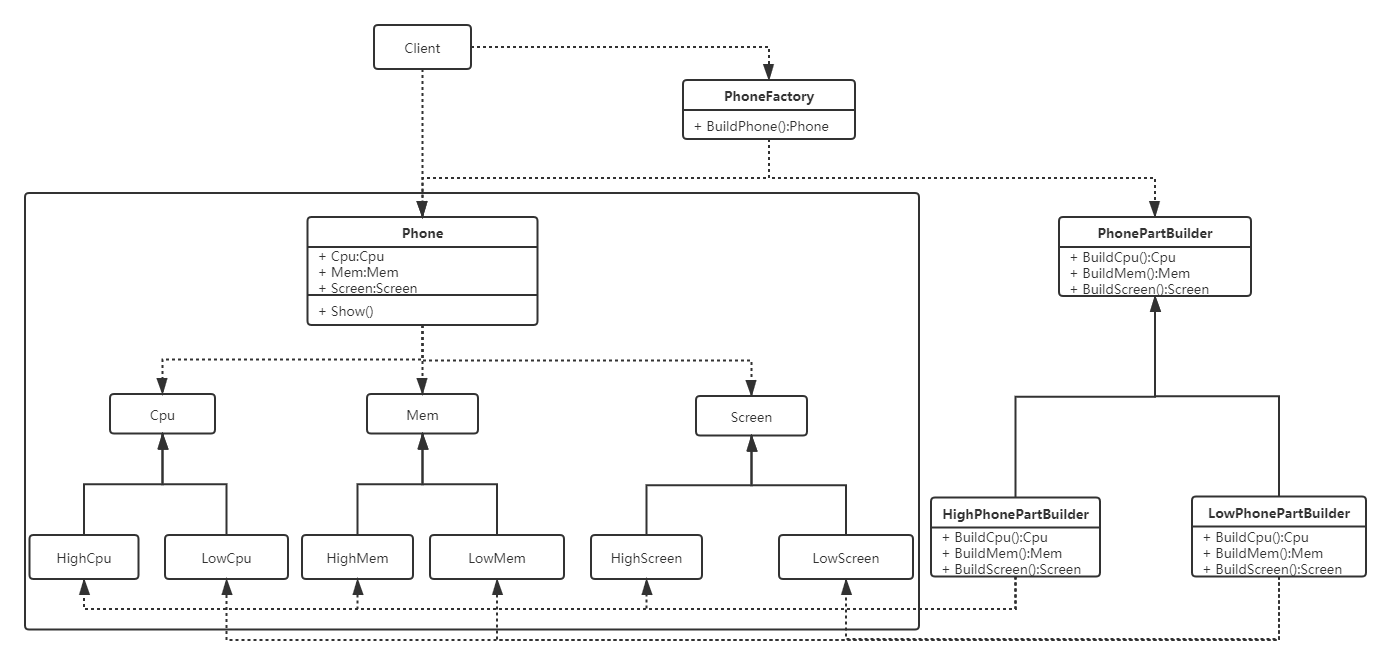 Client
PhoneFactory
+ BuildPhone():Phone
Phone
+ Cpu:Cpu
+ Mem:Mem
+ Screen:Screen
+ Show()
PhonePartBuilder
+ BuildCpu():Cpu
+ BuildMem():Mem
+ BuildScreen():Screen
Cpu
Mem
Screen
HighCpu
LowCpu
HighMem
LowMem
HighScreen
LowScreen
HighPhonePartBuilder
+ BuildCpu():Cpu
+ BuildMem():Mem
+ BuildScreen():Screen
LowPhonePartBuilder
+ BuildCpu():Cpu
+ BuildMem():Mem
+ BuildScreen():Screen